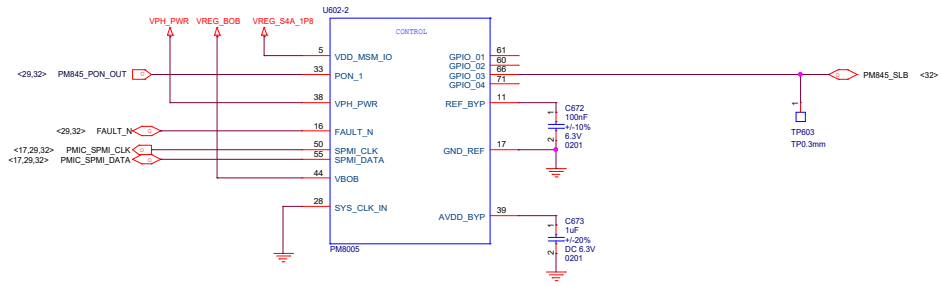 U602-2
VPH_PWR VREG_BOB VREG_S4A_1P8
CONTROL
5 VDD_MSM_IO GPIO_01 61
GPIO_02 60
<29,32> PM845_PON_OUT 33 PON_1 GPIO_03 66 PM845_SLB <32>
GPIO_04 71
38 VPH_PWR REF_BYP 11
C672
100nF
1 +/-10%
2 6.3V
0201
1
TP603
TP0.3mm
<29,32> FAULT_N 16 FAULT_N
<17,29,32> PMIC_SPMI_CLK 50 SPMI_CLK GND_REF 17
<17,29,32> PMIC_SPMI_DATA 55 SPMI_DATA
44 VBOB
28 SYS_CLK_IN
AVDD_BYP 39
C673
1 1uF
+/-20%
2 DC 6.3V
0201
PM8005